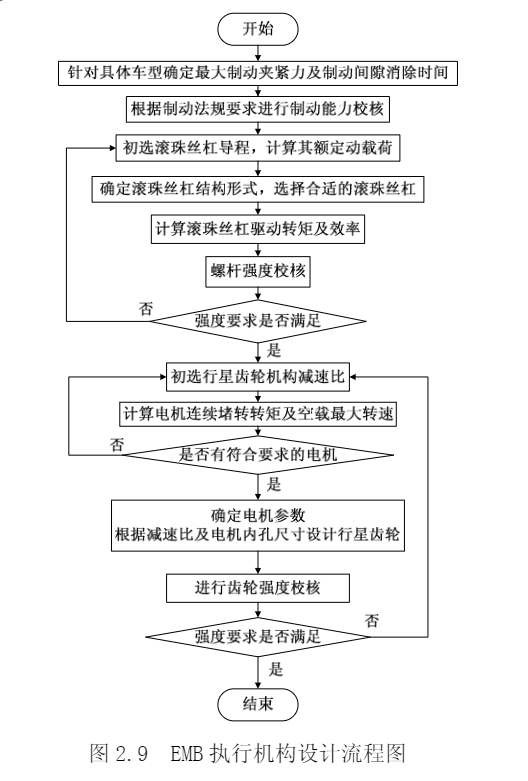 开始
针对具体车型确定最大制动夹紧力及制动间隙消除时间
根据制动法规要求进行制动能力校核
初选滚珠丝杠导程，计算其额定动载荷
确定滚珠丝杠结构形式，选择合适的滚珠丝杠
计算滚珠丝杠驱动转矩及效率
螺杆强度校核
否
强度要求是否满足
是
初选行星齿轮机构减速比
计算电机连续堵转转矩及空载最大转速
否
是否有符合要求的电机
是
确定电机参数
根据减速比及电机内孔尺寸设计行星齿轮
进行齿轮强度校核
否
强度要求是否满足
是
结束
图 2.9 EMB 执行机构设计流程图